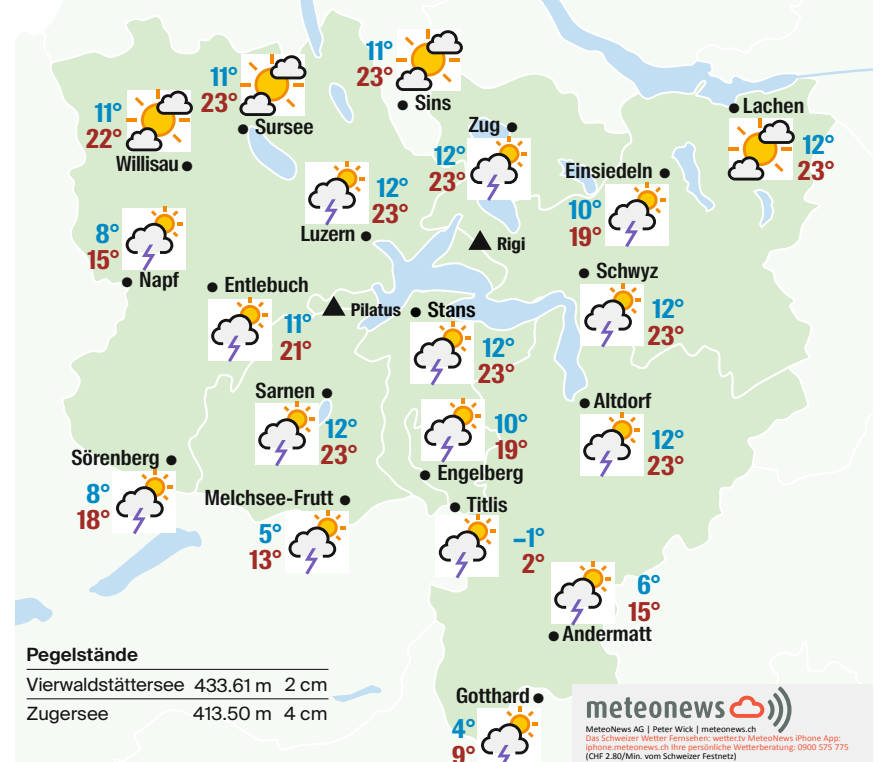 11°
23°
Sins
11°
23°
Sursee
11°
22°
Willisau
Lachen
12°
23°
Zug
12°
23°
Einsiedeln
10°
19°
12°
23°
Luzern
Rigi
8°
15°
Napf
Entlebuch
11°
21°
Pilatus
Stans
12°
23°
Schwyz
12°
23°
Sarnen
12°
23°
10°
19°
Engelberg
Altdorf
12°
23°
Sörenberg
8°
18°
Melchsee-Frutt
5°
13°
Titlis
–1°
2°
6°
15°
Andermatt
Gotthard
4°
9°
Pegelstände
Vierwaldstättersee 433.61 m 2 cm
Zugersee 413.50 m 4 cm
meteonews
MeteoNews AG | Peter Wick | meteonews.ch
Das Schweizer Wetter Fernsehen: wetter.tv MeteoNews iPhone App:
iphone.meteonews.ch Ihre persönliche Wetterberatung: 0900 575 775
(CHF 2.80/Min. vom Schweizer Festnetz)